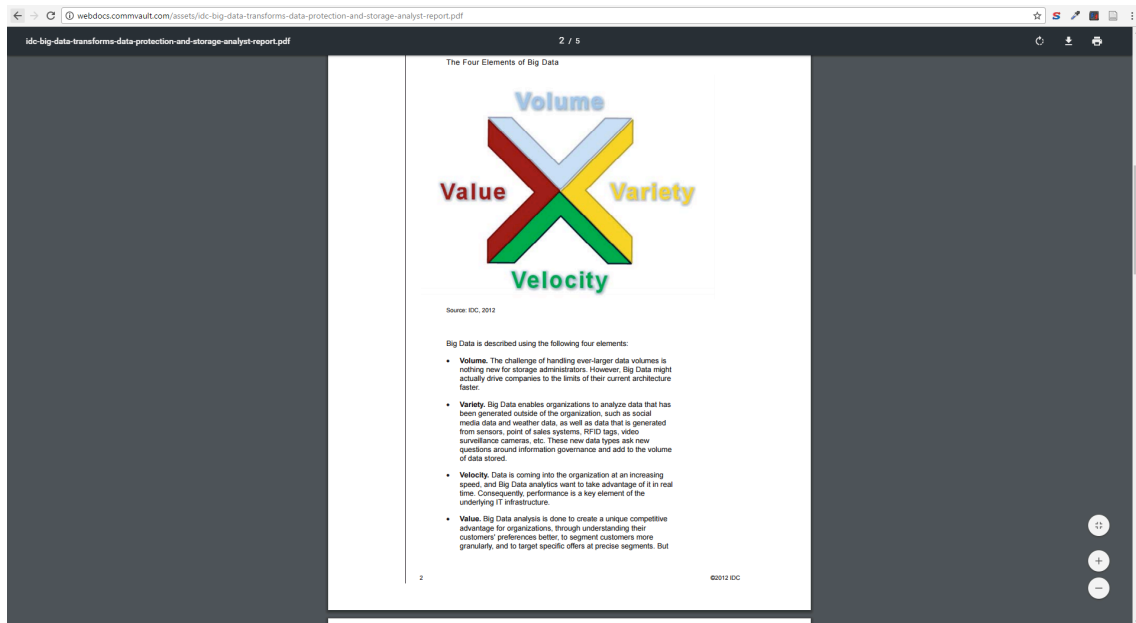 webdocs.commvault.com/assets/idc-big-data-transforms-data-protection-and-storage-analyst-report.pdf
idc-big-data-transforms-data-protection-and-storage-analyst-report.pdf
2 / 5
The Four Elements of Big Data
Volume
Value
Variety
Velocity
Source: IDC, 2012
Big Data is described using the following four elements:
• Volume. The challenge of handling ever-larger data volumes is
nothing new for storage administrators. However, Big Data might
actually drive companies to the limits of their current architecture
faster.
• Variety. Big Data enables organizations to analyze data that has
been generated outside of the organization, such as social
media data and weather data, as well as data that is generated
from sensors, point of sales systems, RFID tags, video
surveillance cameras, etc. These new data types ask new
questions around information governance and add to the volume
of data stored.
• Velocity. Data is coming into the organization at an increasing
speed, and Big Data analytics want to take advantage of it in real
time. Consequently, performance is a key element of the
underlying IT infrastructure.
• Value. Big Data analysis is done to create a unique competitive
advantage for organizations, through understanding their
customers' preferences better, to segment customers more
granularly, and to target specific offers at precise segments. But
2
©2012 IDC